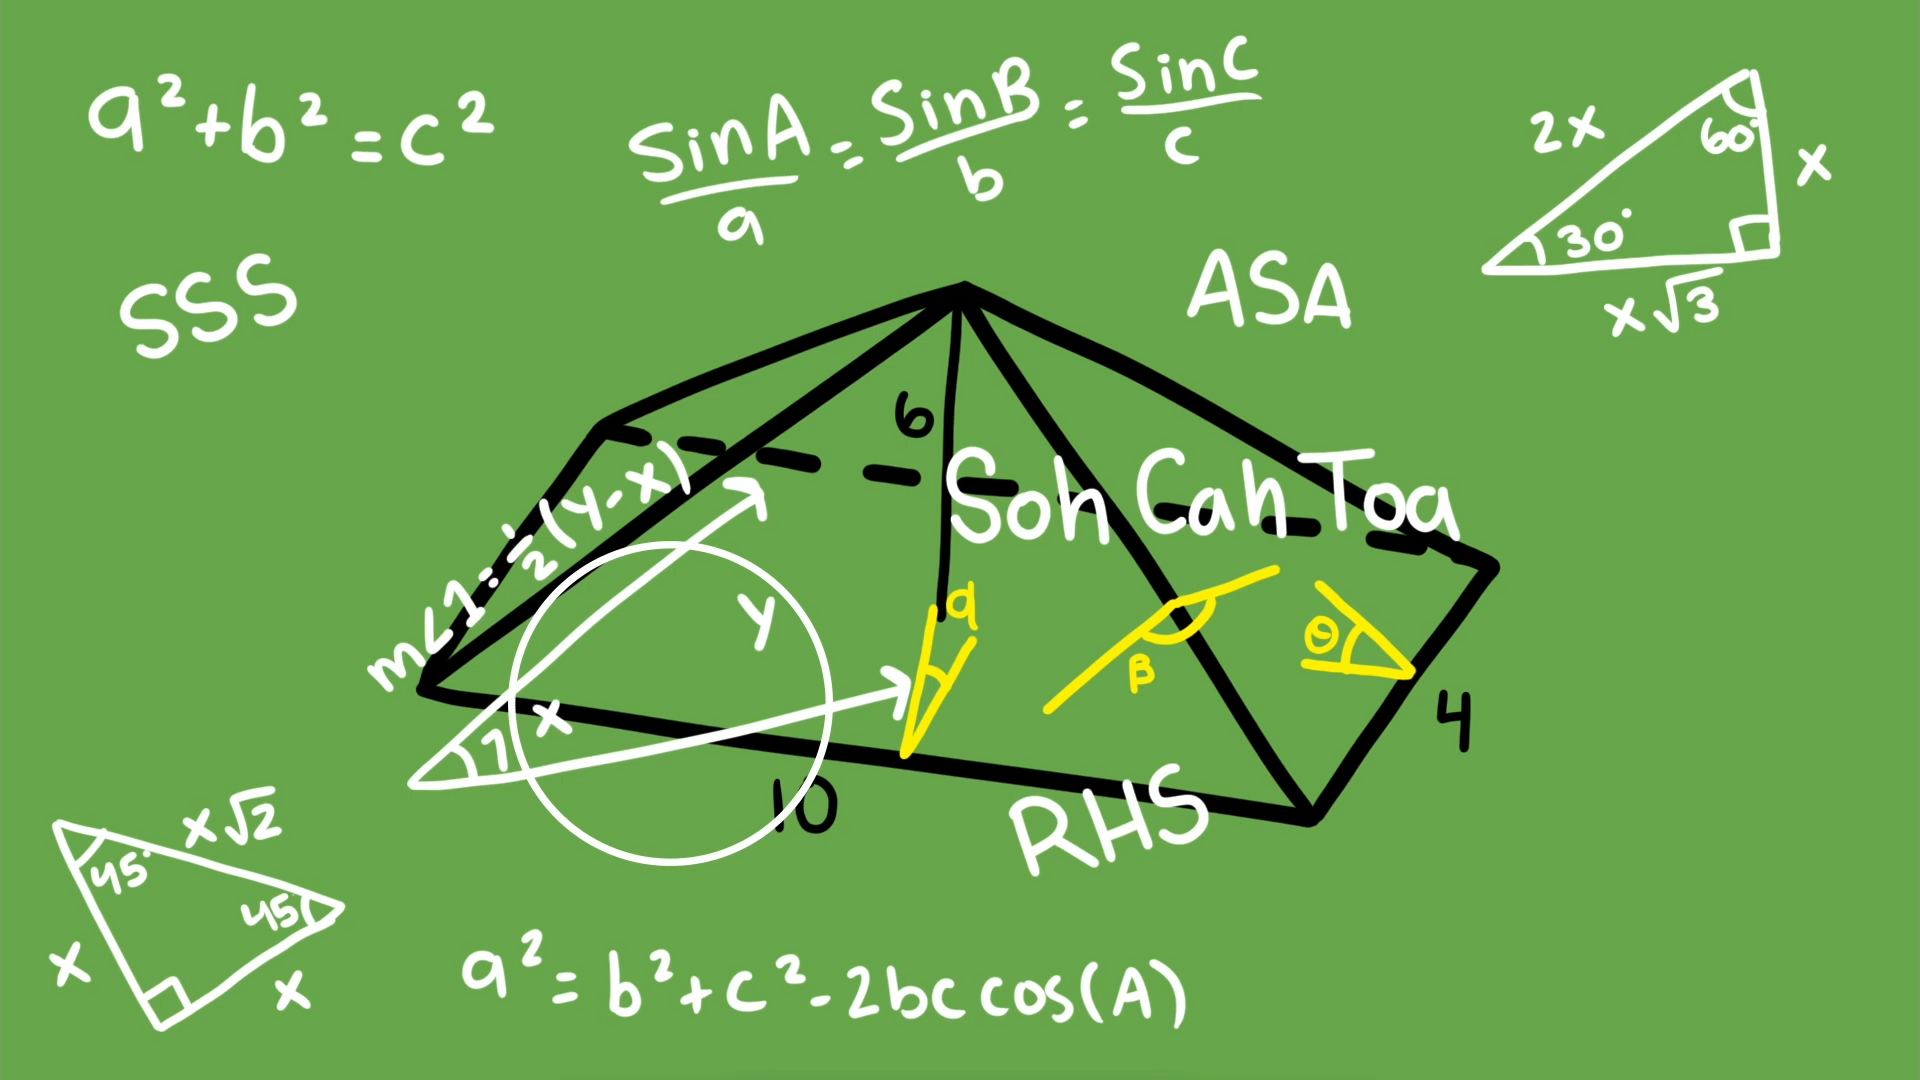 a²+b²=c²
SinA/a = SinB/b = SinC/c
2x
60°
x
30°
x√3
SSS
ASA
6
Soh Cah Toa
m∠1=½(y-x)
y
a
β
θ
4
1
x
10
RHS
x√2
45°
45
x
x
a²=b²+c²-2bc cos(A)